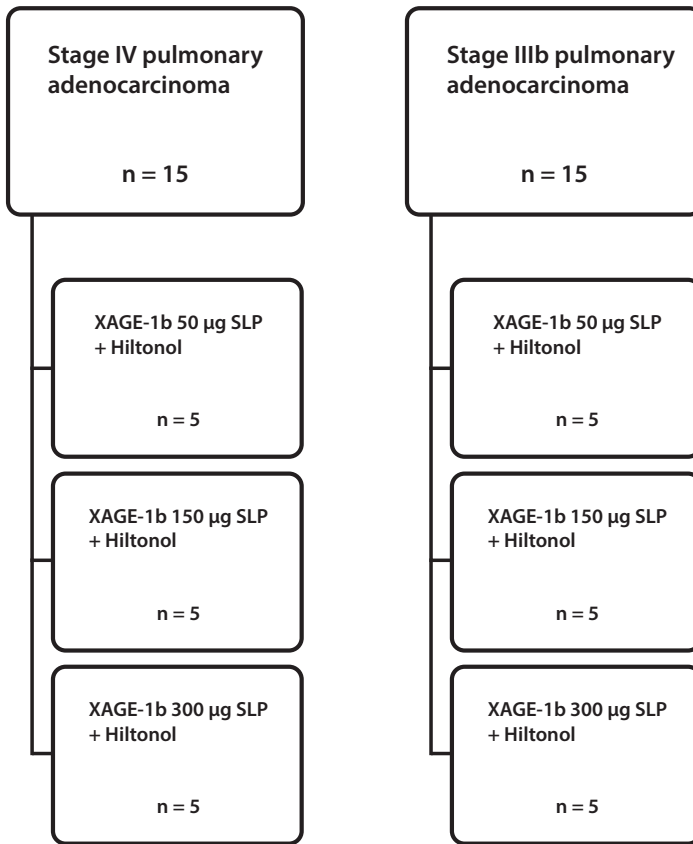 Stage IV pulmonary
adenocarcinoma
n = 15
XAGE-1b 50 µg SLP
+ Hiltonol
n = 5
XAGE-1b 150 µg SLP
+ Hiltonol
n = 5
XAGE-1b 300 µg SLP
+ Hiltonol
n = 5
Stage IIIb pulmonary
adenocarcinoma
n = 15
XAGE-1b 50 µg SLP
+ Hiltonol
n = 5
XAGE-1b 150 µg SLP
+ Hiltonol
n = 5
XAGE-1b 300 µg SLP
+ Hiltonol
n = 5